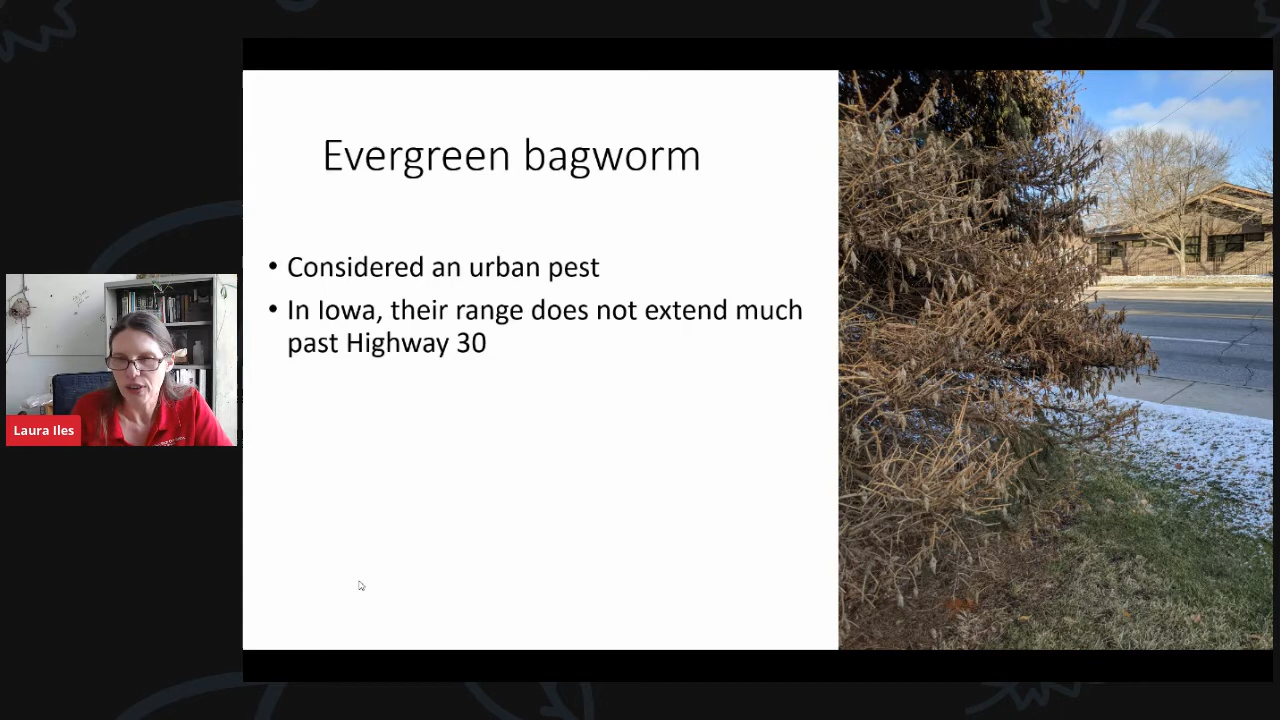 Evergreen bagworm
• Considered an urban pest
• In Iowa, their range does not extend much
past Highway 30
Laura Iles